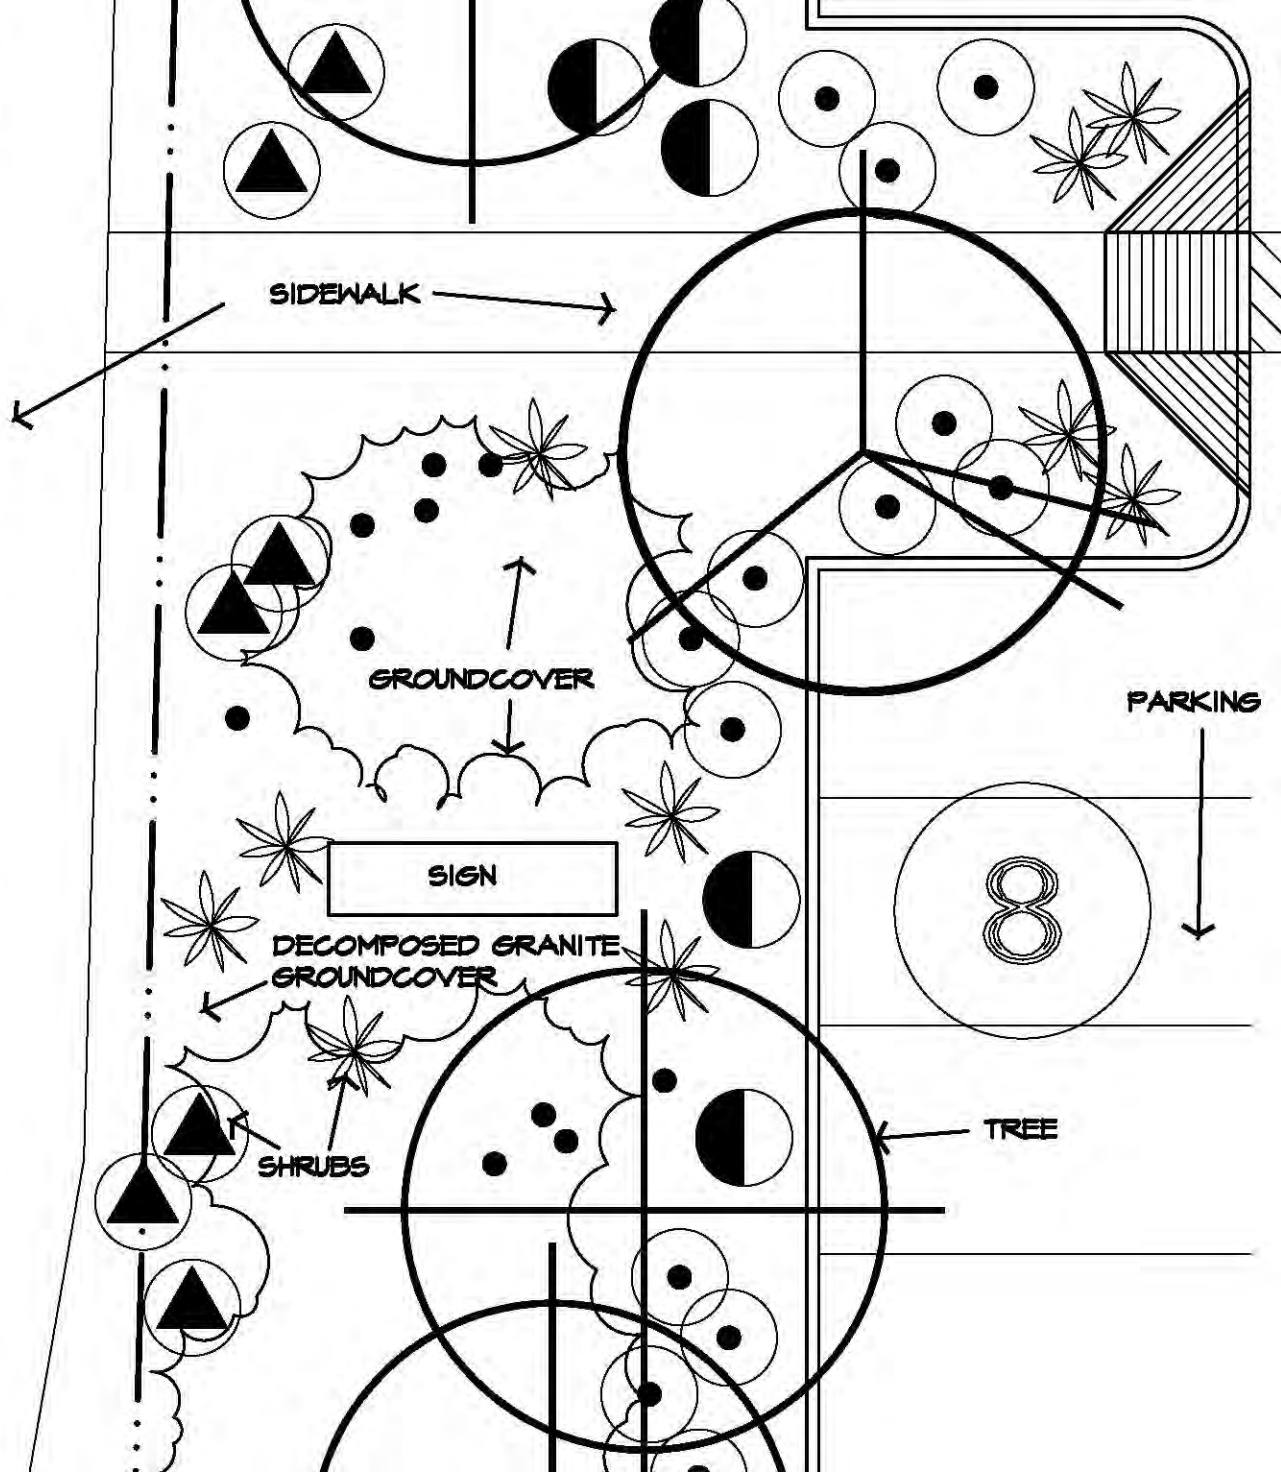 SIDEWALK
GROUNDCOVER
PARKING
SIGN
8
DECOMPOSED GRANITE
GROUNDCOVER
TREE
SHRUBS